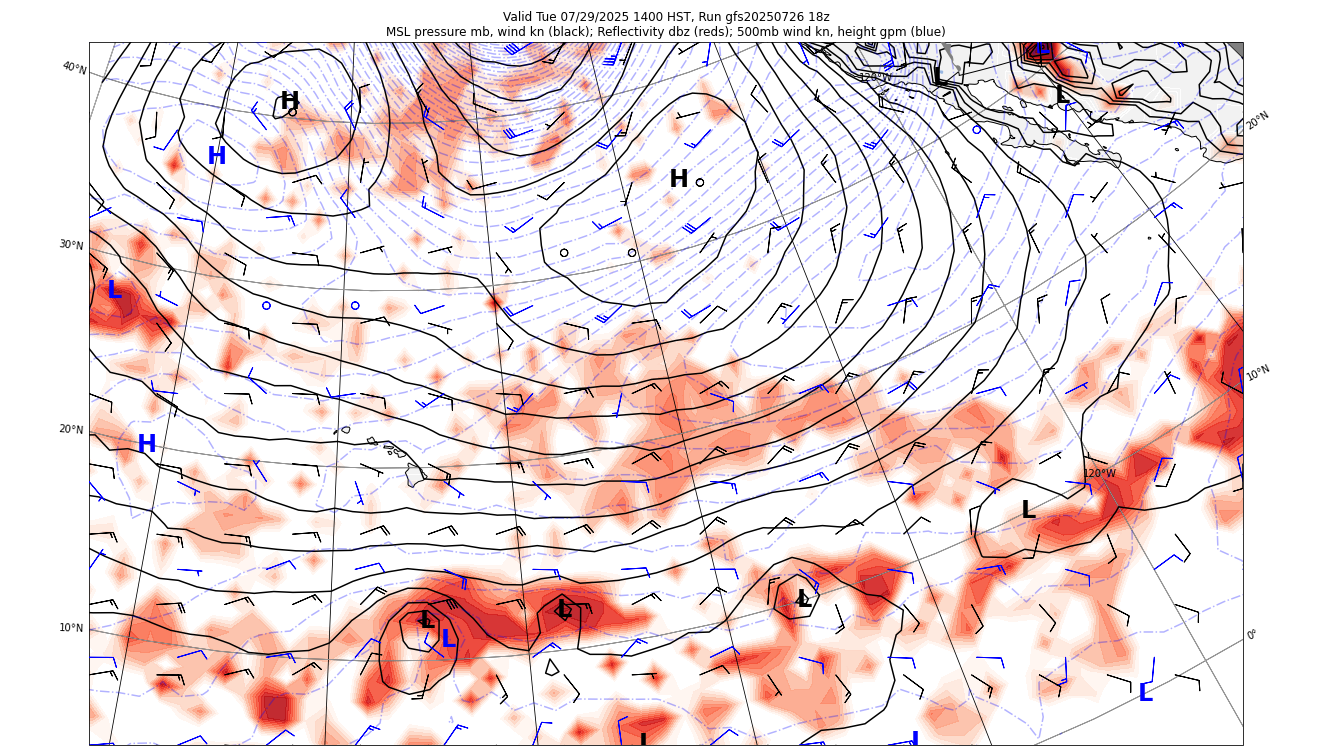 Valid Tue 07/29/2025 1400 HST, Run gfs20250726 18z
MSL pressure mb, wind kn (black); Reflectivity dbz (reds); 500mb wind kn, height gpm (blue)
L
40°N
120°W
L
H
L
20°N
H
H
30°N
L
10°N
20°N
H
120°W
L
L
L
L
10°N
L
0°
L
L
L